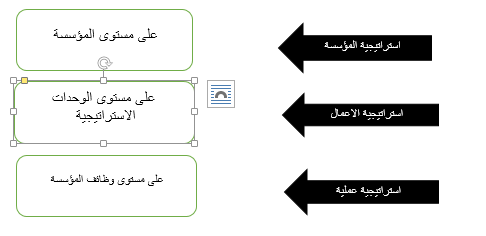 استراتيجية المؤسسة
على مستوى المؤسسة
استراتيجية الاعمال
على مستوى الوحدات
الاستراتيجية
استراتيجية عملية
على مستوى وظائف المؤسسة